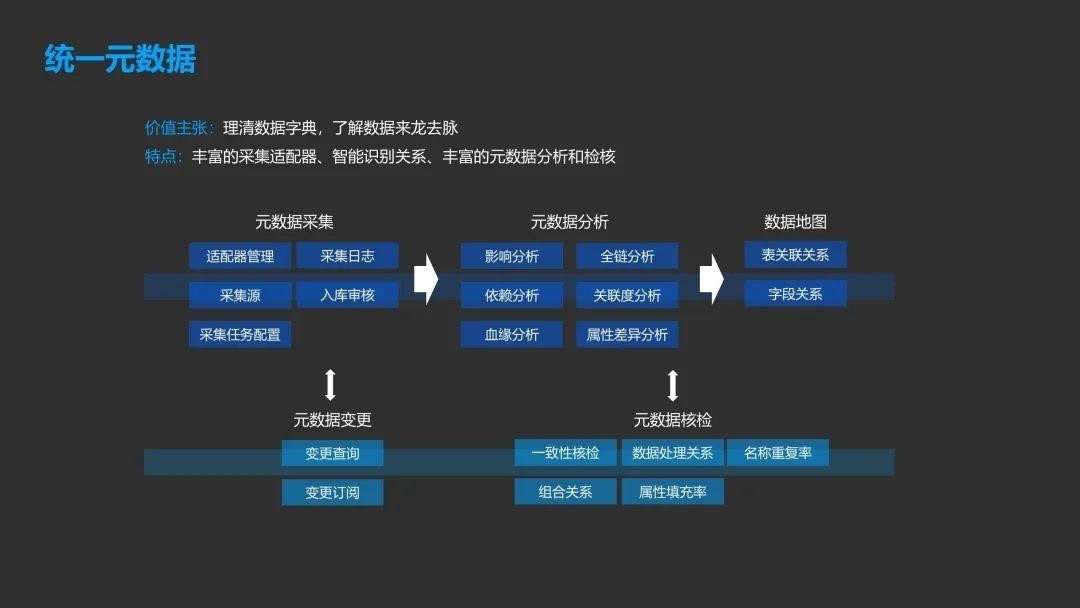 统一元数据
价值主张：理清数据字典，了解数据来龙去脉
特点：丰富的采集适配器、智能识别关系、丰富的元数据分析和检核
元数据采集
适配器管理 采集日志
采集源 入库审核
采集任务配置
元数据分析
影响分析 全链分析
依赖分析 关联度分析
血缘分析 属性差异分析
数据地图
表关联关系
字段关系
元数据变更
变更查询
变更订阅
元数据核检
一致性核检 数据处理关系 名称重复率
组合关系 属性填充率